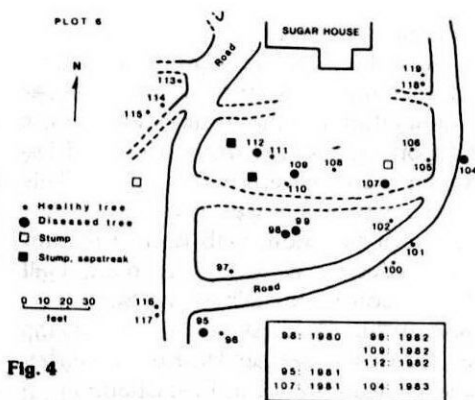 PLOT 6
SUGAR HOUSE
Road
N
113
114
115
119
118
112
111
109
108
110
106
105
104
107
99
98
102
101
100
97
Road
116
117
95
96
Healthy tree
Diseased tree
Stump
Stump, sapstreak
0 10 20 30
feet
98: 1980 99: 1982
109: 1982
112: 1982
95: 1981
107: 1981 104: 1983
Fig. 4